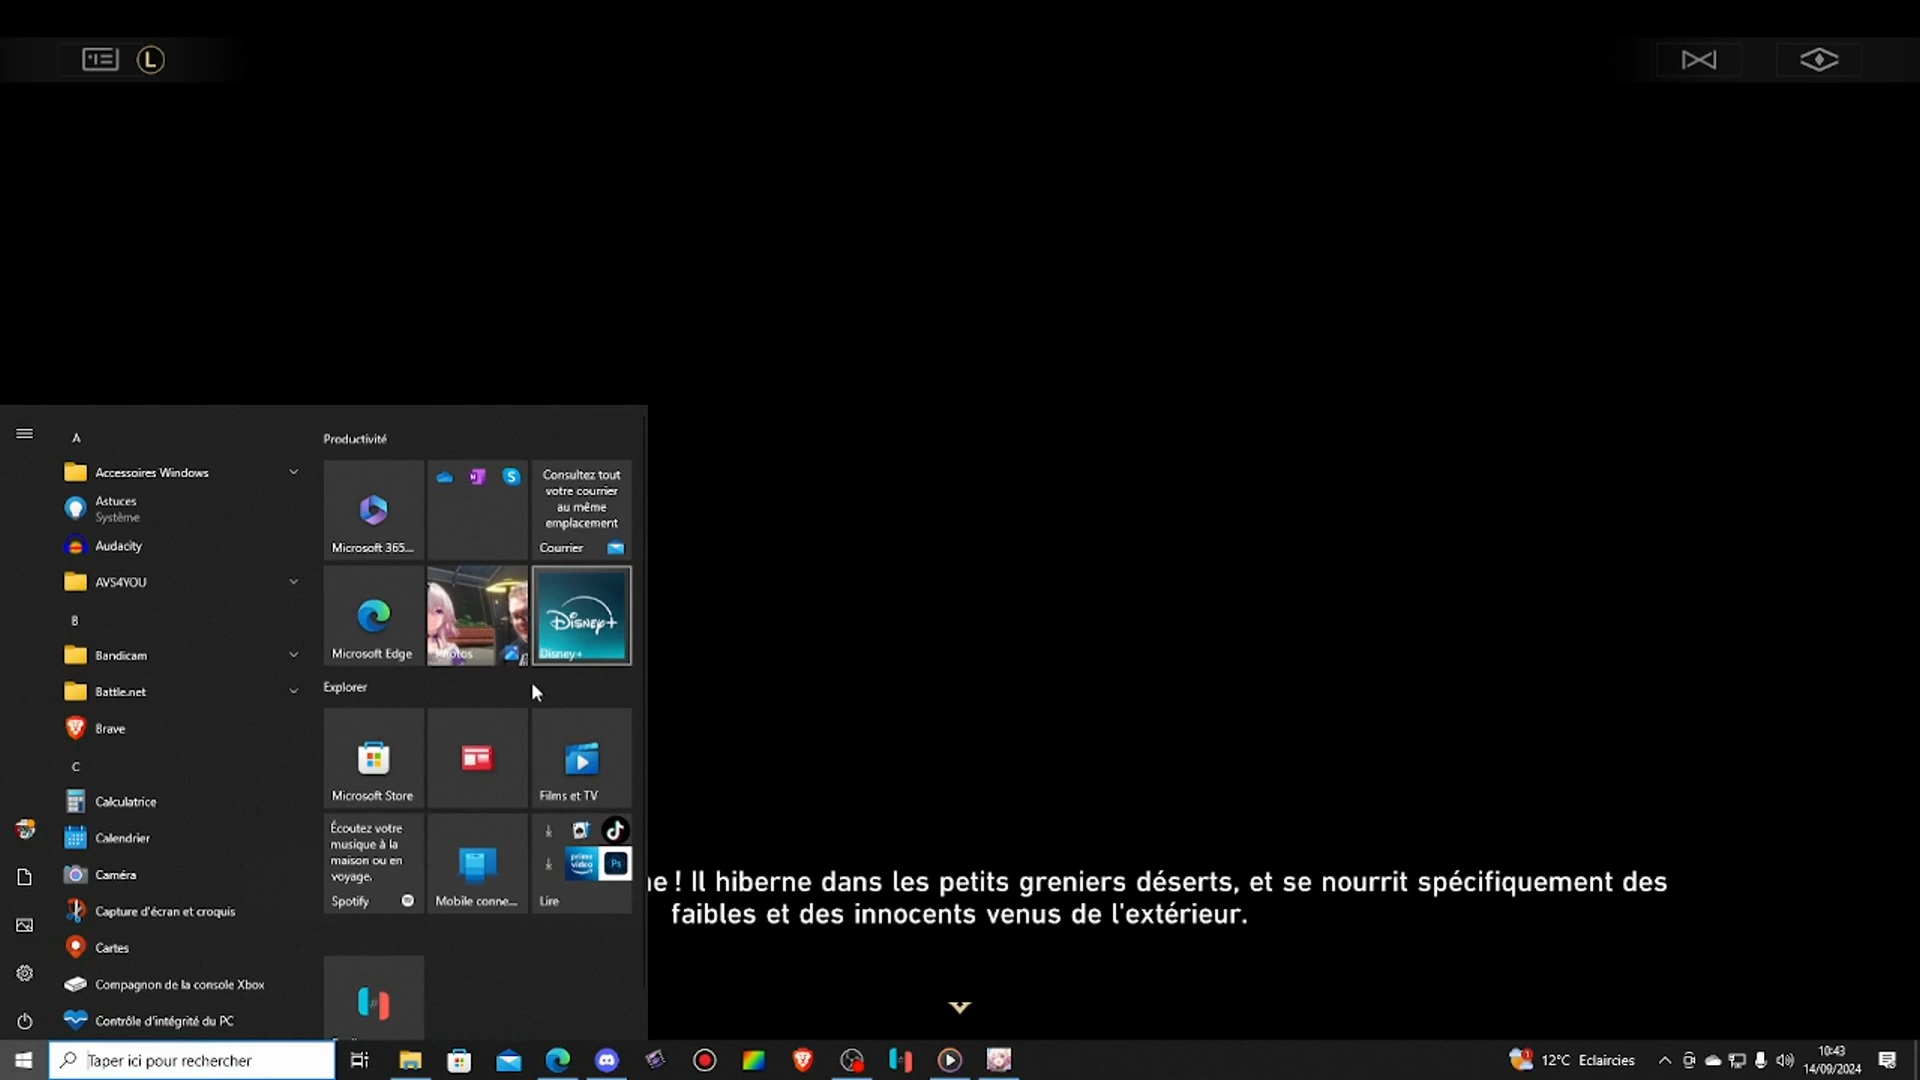 L
A
Accessoires Windows
Astuces
Système
Audacity
AVS4YOU
B
Bandicam
Battle.net
Brave
C
Calculatrice
Calendrier
Caméra
Capture d'écran et croquis
Cartes
Compagnon de la console Xbox
Contrôle d'intégrité du PC
Productivité
Microsoft 365...
Consultez tout
votre courrier
au même
emplacement
Courrier
Microsoft Edge
Photos
Disney+
Disney+
Explorer
Microsoft Store
Films et TV
Écoutez votre
musique à la
maison ou en
voyage.
Spotify
Mobile conne...
prime
video
Ps
Lire
! Il hiberne dans les petits greniers déserts, et se nourrit spécifiquement des
faibles et des innocents venus de l'extérieur.
Taper ici pour rechercher
12°C Eclaircies
10:43
14/09/2024